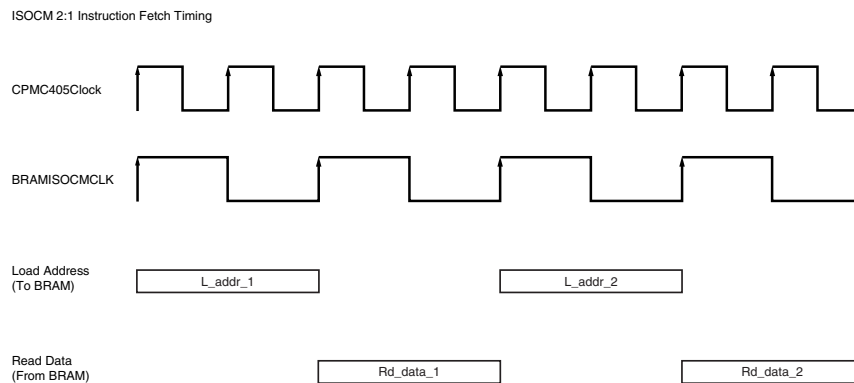 ISOCM 2:1 Instruction Fetch Timing
CPMC405Clock
BRAMISOCMCLK
Load Address
(To BRAM)
L_addr_1
L_addr_2
Read Data
(From BRAM)
Rd_data_1
Rd_data_2